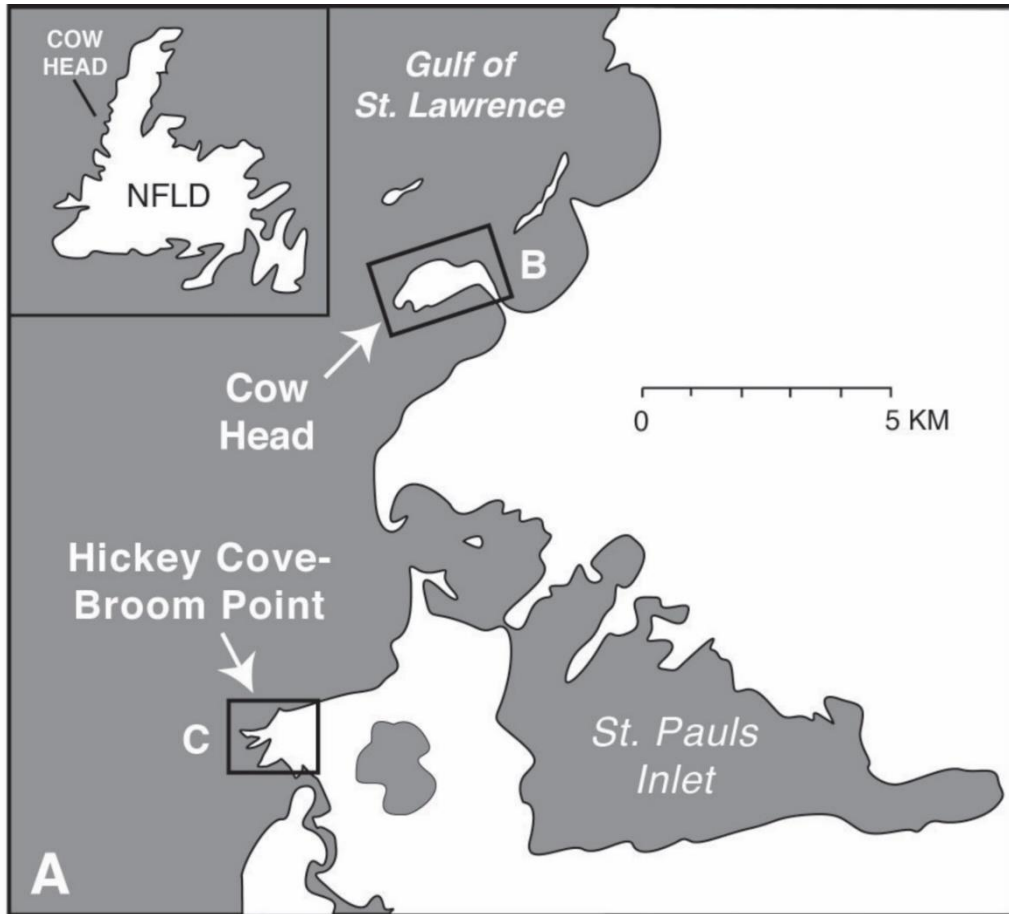 COW
HEAD
NFLD
Gulf of
St. Lawrence
B
Cow
Head
0
5 KM
Hickey Cove-
Broom Point
C
St. Pauls
Inlet
A